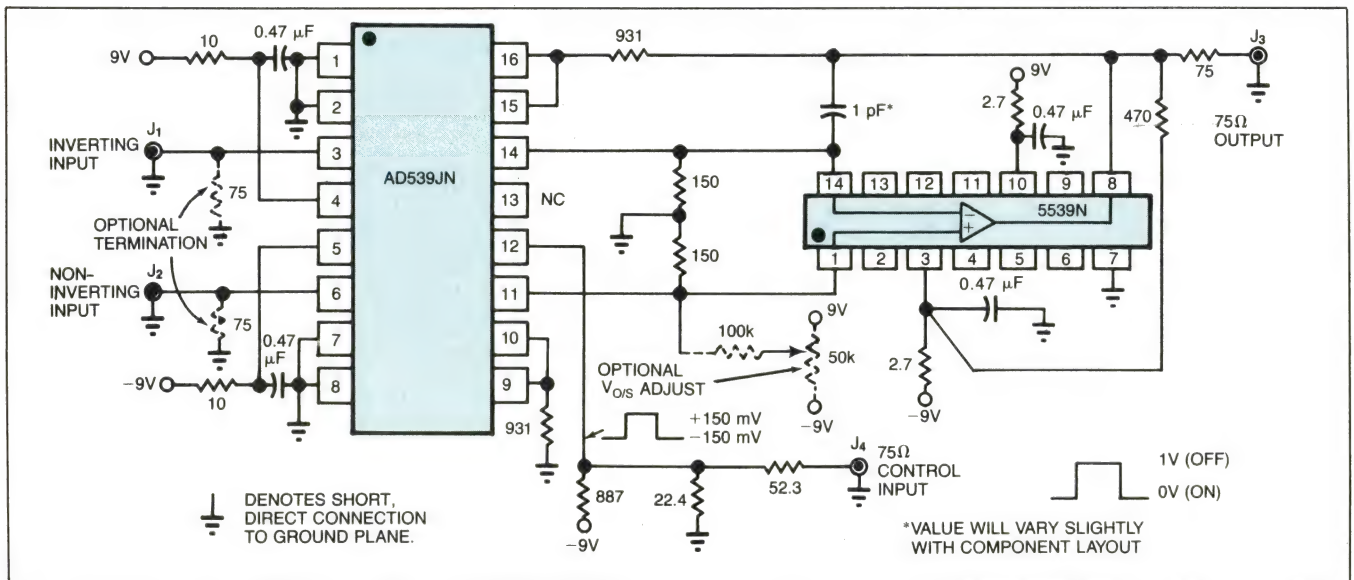 9V
10
0.47 μF
1
2
INVERTING
INPUT
J1
75
3
4
OPTIONAL
TERMINATION
5
NON-
INVERTING
INPUT
J2
75
6
0.47
μF
7
8
-9V
10
AD539JN
16
15
14
13
NC
12
11
10
9
931
931
150
150
1 pF*
9V
2.7
0.47 μF
470
75
J3
75Ω
OUTPUT
14
13
12
11
10
9
8
5539N
1
2
3
4
5
6
7
0.47 μF
2.7
-9V
100k
9V
50k
-9V
OPTIONAL
VO/S ADJUST
+150 mV
-150 mV
887
-9V
22.4
52.3
J4
75Ω
CONTROL
INPUT
1V (OFF)
0V (ON)
DENOTES SHORT,
DIRECT CONNECTION
TO GROUND PLANE.
*VALUE WILL VARY SLIGHTLY
WITH COMPONENT LAYOUT